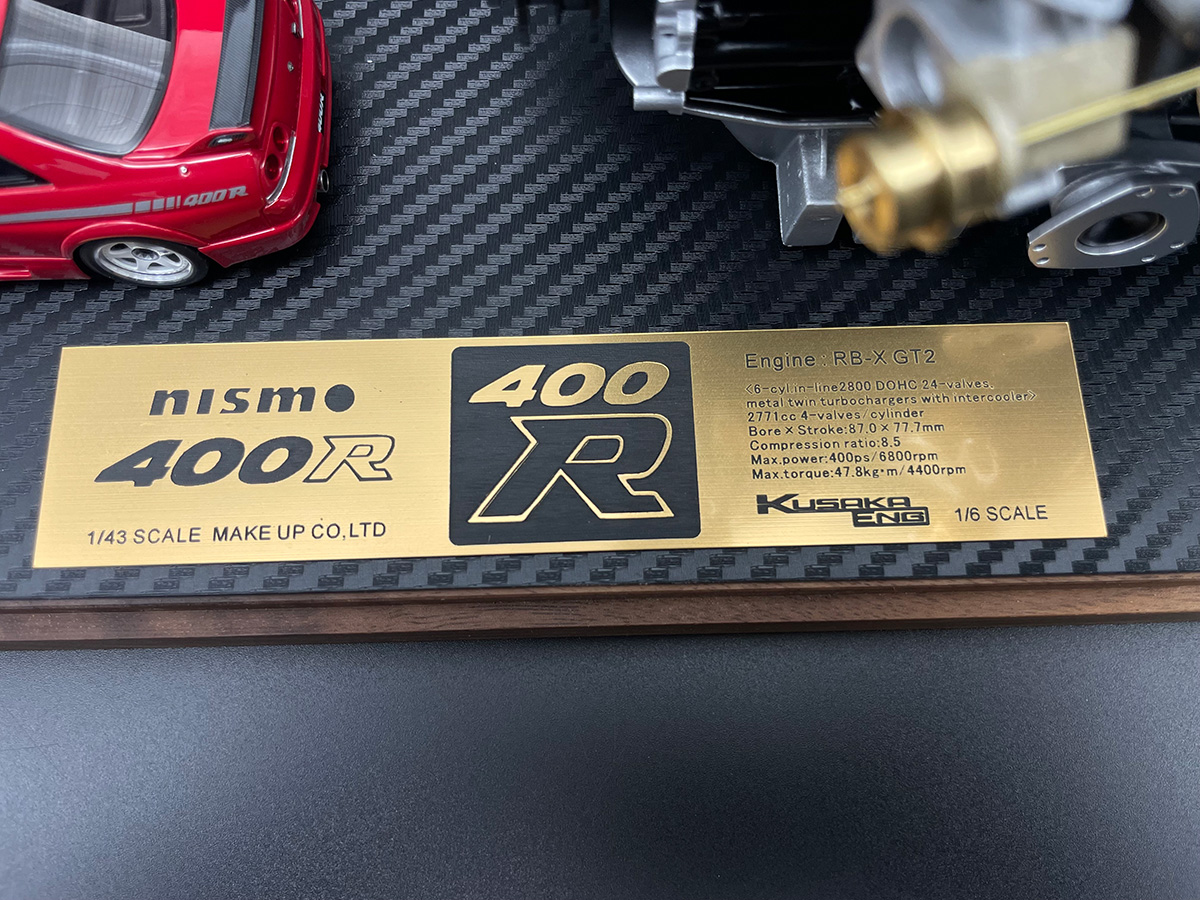 400R
400R
nismo
400R
1/43 SCALE MAKE UP CO,LTD
400
R
Engine : RB-X GT2
<6-cyl.in-line2800 DOHC 24-valves.
metal twin turbochargers with intercooler>
2771cc 4-valves/cylinder
Bore×Stroke:87.0×77.7mm
Compression ratio:8.5
Max.power:400ps/6800rpm
Max.torque:47.8kg·m/4400rpm
KUSAKA
ENG
1/6 SCALE